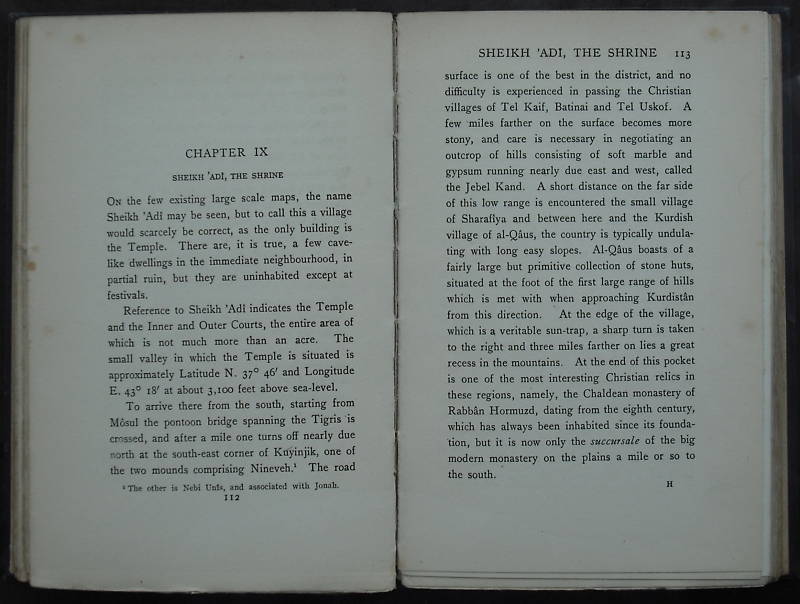 CHAPTER IX
SHEIKH 'ADÎ, THE SHRINE
ON the few existing large scale maps, the name
Sheikh 'Adî may be seen, but to call this a village
would scarcely be correct, as the only building is
the Temple. There are, it is true, a few cave-
like dwellings in the immediate neighbourhood, in
partial ruin, but they are uninhabited except at
festivals.
Reference to Sheikh 'Adî indicates the Temple
and the Inner and Outer Courts, the entire area of
which is not much more than an acre. The
small valley in which the Temple is situated is
approximately Latitude N. 37° 46′ and Longitude
E. 43° 18′ at about 3,100 feet above sea-level.
To arrive there from the south, starting from
Môsul the pontoon bridge spanning the Tigris is
crossed, and after a mile one turns off nearly due
north at the south-east corner of Kuyinjik, one of
the two mounds comprising Nineveh.¹ The road
¹ The other is Nebi Unîs, and associated with Jonah.
112
SHEIKH 'ADÎ, THE SHRINE 113
surface is one of the best in the district, and no
difficulty is experienced in passing the Christian
villages of Tel Kaif, Batinai and Tel Uskof. A
few miles farther on the surface becomes more
stony, and care is necessary in negotiating an
outcrop of hills consisting of soft marble and
gypsum running nearly due east and west, called
the Jebel Kand. A short distance on the far side
of this low range is encountered the small village
of Sharafîya and between here and the Kurdish
village of al-Qâus, the country is typically undula-
ting with long easy slopes. Al-Qâus boasts of a
fairly large but primitive collection of stone huts,
situated at the foot of the first large range of hills
which is met with when approaching Kurdistân
from this direction. At the edge of the village,
which is a veritable sun-trap, a sharp turn is taken
to the right and three miles farther on lies a great
recess in the mountains. At the end of this pocket
is one of the most interesting Christian relics in
these regions, namely, the Chaldean monastery of
Rabbân Hormuzd, dating from the eighth century,
which has always been inhabited since its founda-
tion, but it is now only the succursale of the big
modern monastery on the plains a mile or so to
the south.
H